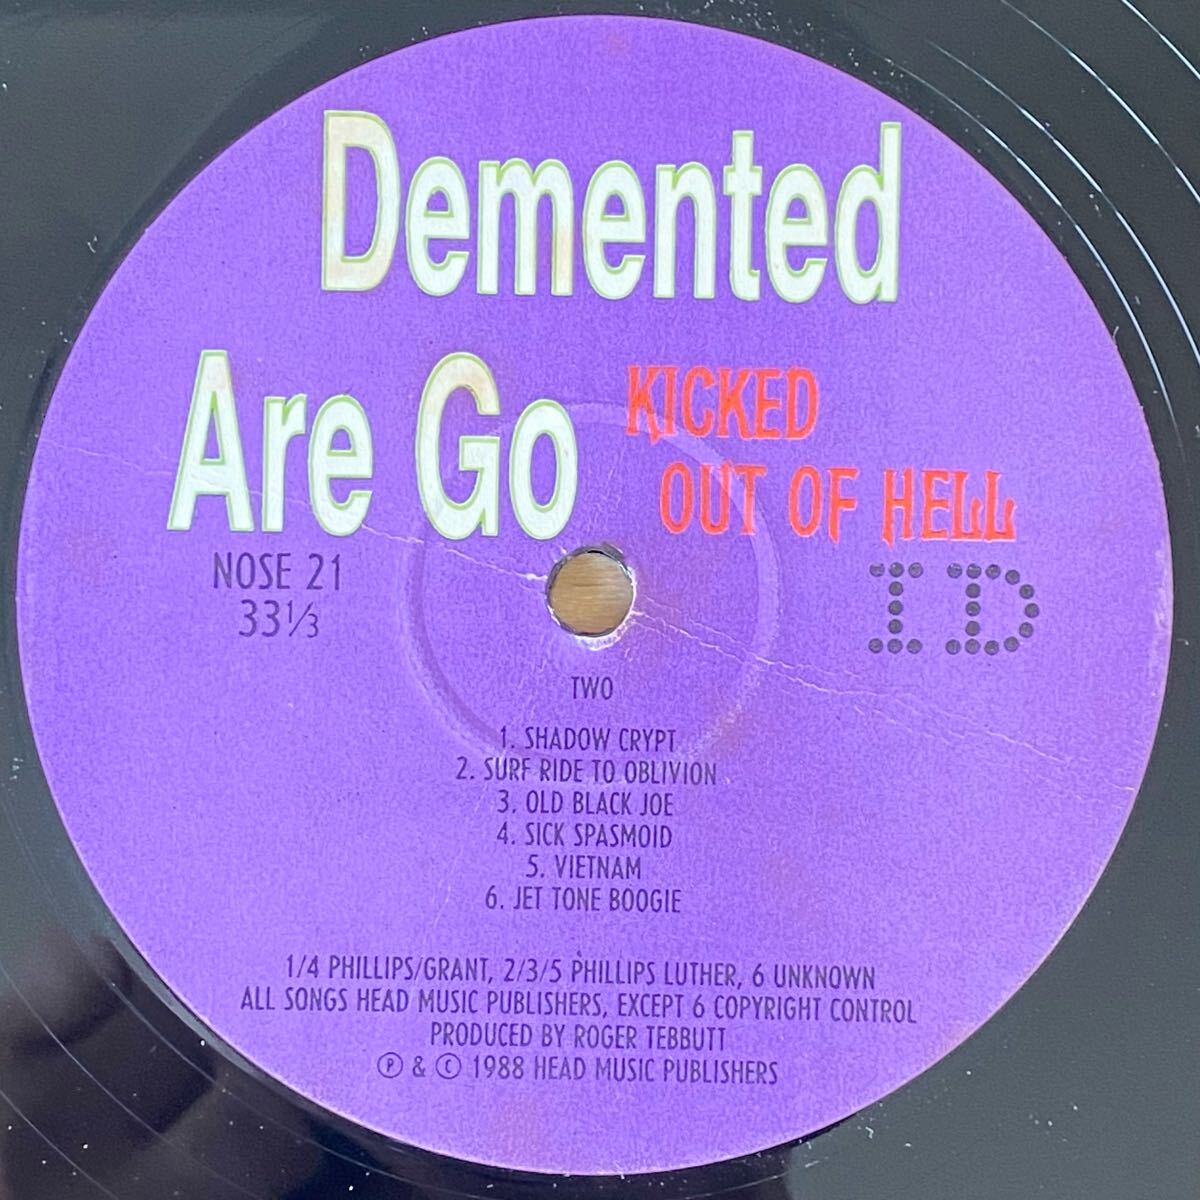 Demented
Are Go
KICKED
OUT OF HELL
NOSE 21
33⅓
ID
TWO
1. SHADOW CRYPT
2. SURF RIDE TO OBLIVION
3. OLD BLACK JOE
4. SICK SPASMOID
5. VIETNAM
6. JET TONE BOOGIE
1/4 PHILLIPS/GRANT, 2/3/5 PHILLIPS LUTHER, 6 UNKNOWN
ALL SONGS HEAD MUSIC PUBLISHERS, EXCEPT 6 COPYRIGHT CONTROL
PRODUCED BY ROGER TEBBUTT
℗ & © 1988 HEAD MUSIC PUBLISHERS